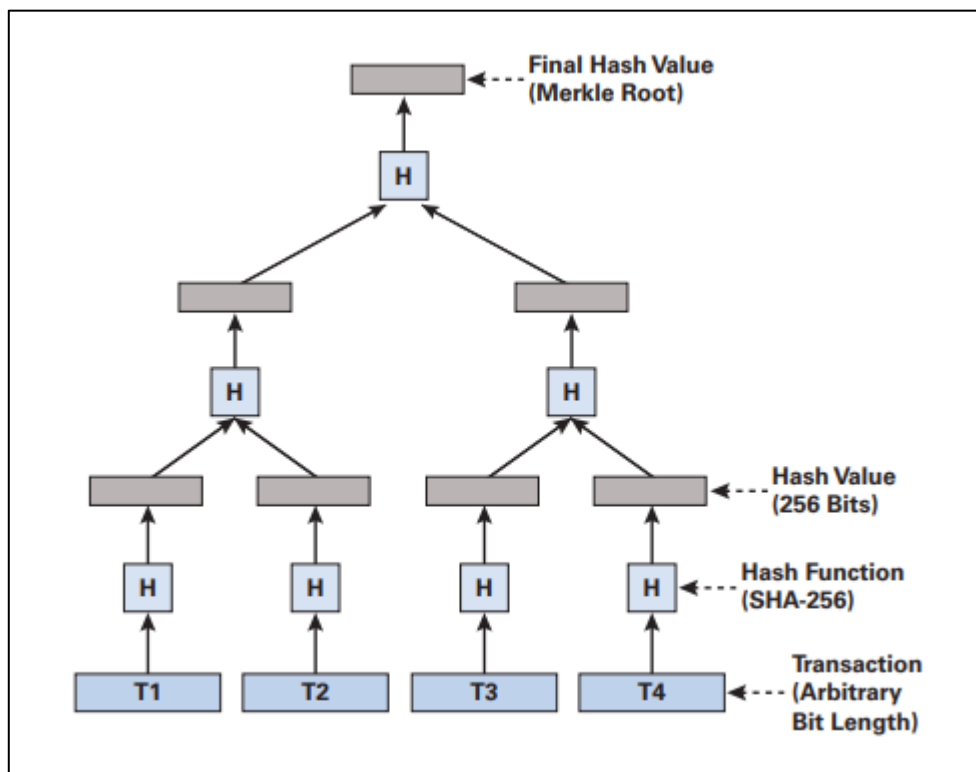 Final Hash Value
(Merkle Root)
H
H
H
Hash Value
(256 Bits)
H
H
H
H
Hash Function
(SHA-256)
T1
T2
T3
T4
Transaction
(Arbitrary
Bit Length)